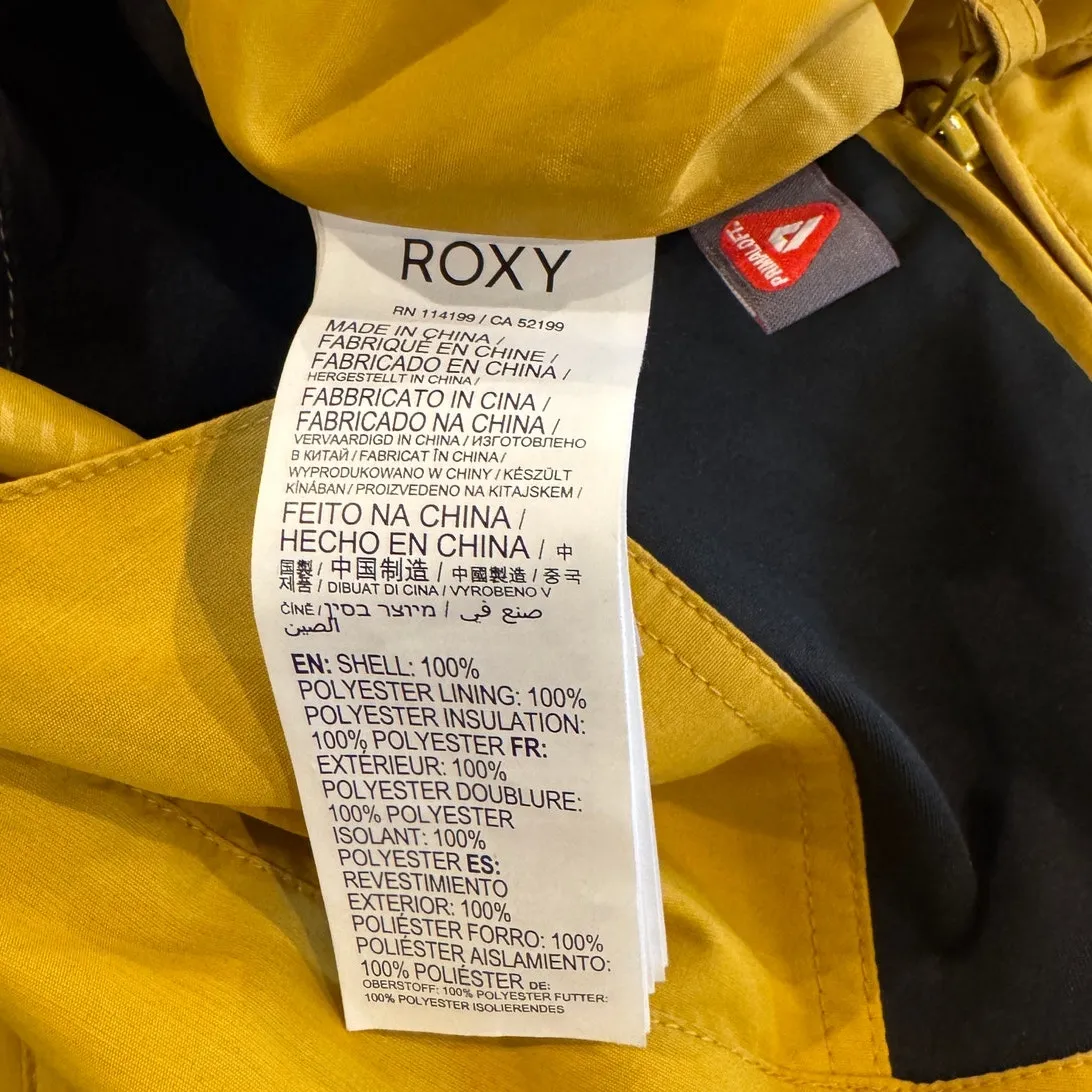 ROXY
RN 114199 / CA 52199
MADE IN CHINA /
FABRIQUE EN CHINE /
FABRICADO EN CHINA /
HERGESTELLT IN CHINA /
FABBRICATO IN CINA /
FABRICADO NA CHINA /
VERVAARDIGD IN CHINA / ИЗГОТОВЛЕНО
В КИТАЙ / FABRICAT ÎN CHINA /
WYPRODUKOWANO W CHINY / KÉSZÜLT
KÍNÁBAN / PROIZVEDENO NA KITAJSKEM /
FEITO NA CHINA /
HECHO EN CHINA / 中
国製 / 中国制造 / 中國製造 / 중국
제품 / DIBUAT DI CINA / VYROBENO V
ČÍNĚ / מיוצר בסין / صنع في
الصين
EN: SHELL: 100%
POLYESTER LINING: 100%
POLYESTER INSULATION:
100% POLYESTER FR:
EXTÉRIEUR: 100%
POLYESTER DOUBLURE:
100% POLYESTER
ISOLANT: 100%
POLYESTER ES:
REVESTIMIENTO
EXTERIOR: 100%
POLIÉSTER FORRO: 100%
POLIÉSTER AISLAMIENTO:
100% POLIÉSTER DE:
OBERSTOFF: 100% POLYESTER FUTTER:
100% POLYESTER ISOLIERENDES
PRIMALOFT